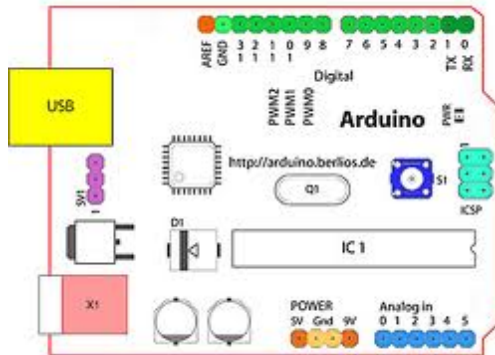 AREF
GND
13
12
11
10
9
8
7
6
5
4
3
2
1
0
TX
RX
Digital
USB
PWM2
PWM1
PWM0
Arduino
PWR
http://arduino.berlios.de
SV1
1
Q1
S1
1
ICSP
D1
IC 1
X1
POWER
5V Gnd 9V
Analog in
0 1 2 3 4 5